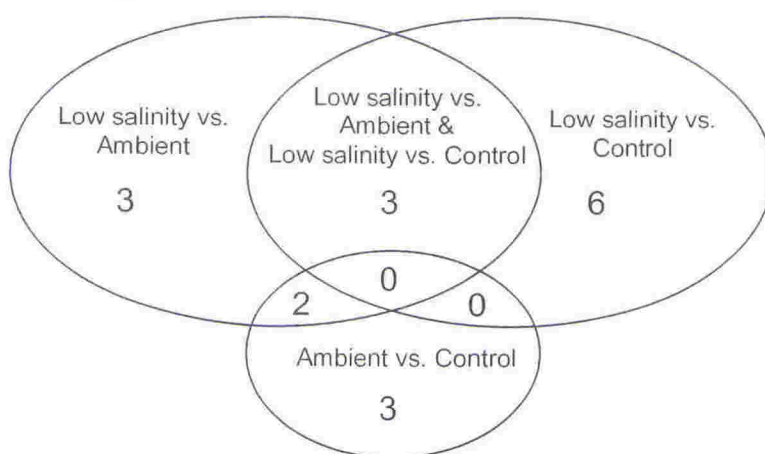 Low salinity vs.
Ambient
3
Low salinity vs.
Ambient &
Low salinity vs. Control
3
Low salinity vs.
Control
6
0
2
0
Ambient vs. Control
3